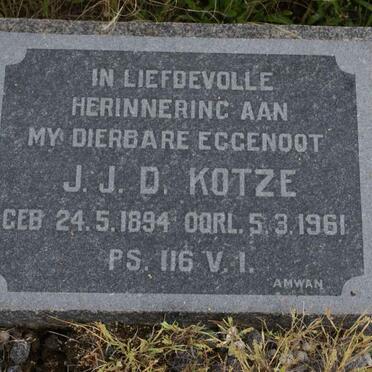 IN LIEFDEVOLLE
HERINNERING AAN
MY DIERBARE EGGENOOT
J. J. D. KOTZE
GEB 24.5.1894 OORL. 5.3.1961
PS. 116 V. 1.
AMWAN